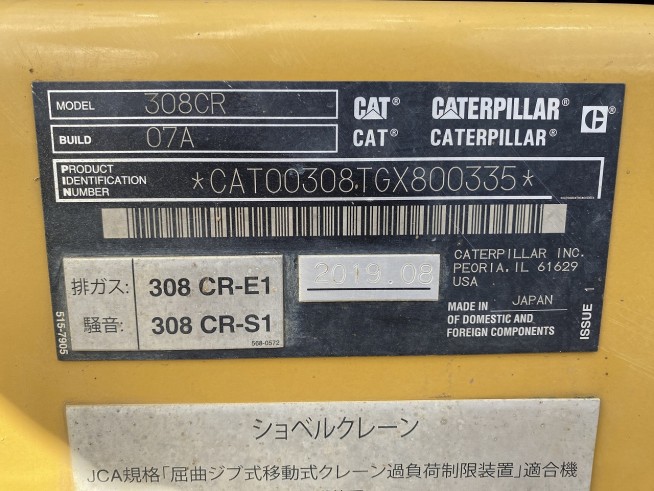 MODEL 308CR CAT® CATERPILLAR® C
BUILD 07A CAT® CATERPILLAR®
PRODUCT
IDENTIFICATION
NUMBER
*CAT00308TGX800335*
排ガス: 308 CR-E1
騒音: 308 CR-S1
508-0572
515-7905
2019.08
CATERPILLAR INC.
PEORIA, IL 61629
USA
MADE IN JAPAN
OF DOMESTIC AND
FOREIGN COMPONENTS
ISSUE 1
ショベルクレーン
JCA規格「屈曲ジブ式移動式クレーン過負荷制限装置」適合機